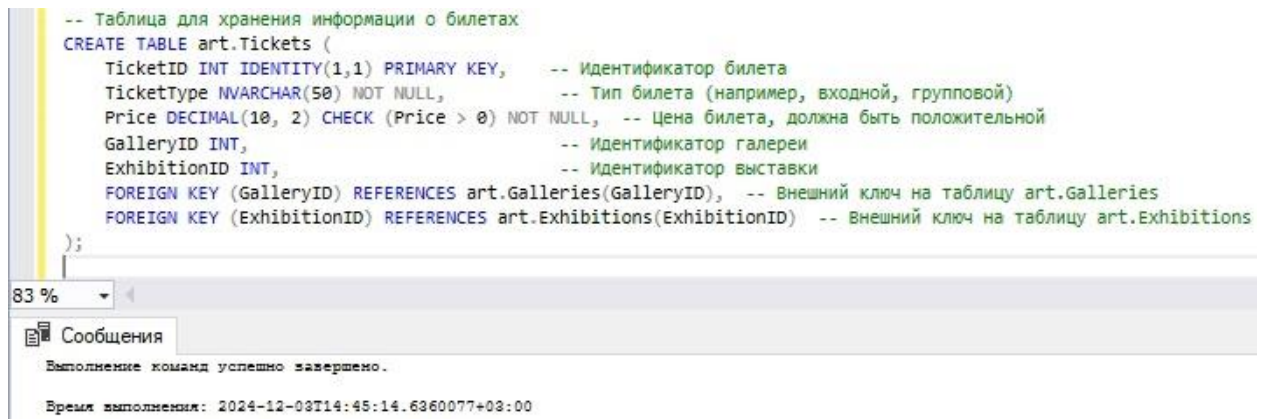 -- Таблица для хранения информации о билетах
CREATE TABLE art.Tickets (
TicketID INT IDENTITY(1,1) PRIMARY KEY, -- Идентификатор билета
TicketType NVARCHAR(50) NOT NULL, -- Тип билета (например, входной, групповой)
Price DECIMAL(10, 2) CHECK (Price > 0) NOT NULL, -- Цена билета, должна быть положительной
GalleryID INT, -- Идентификатор галереи
ExhibitionID INT, -- Идентификатор выставки
FOREIGN KEY (GalleryID) REFERENCES art.Galleries(GalleryID), -- Внешний ключ на таблицу art.Galleries
FOREIGN KEY (ExhibitionID) REFERENCES art.Exhibitions(ExhibitionID) -- Внешний ключ на таблицу art.Exhibitions
);
83 %
Сообщения
Выполнение команд успешно завершено.
Время выполнения: 2024-12-03T14:45:14.6360077+03:00